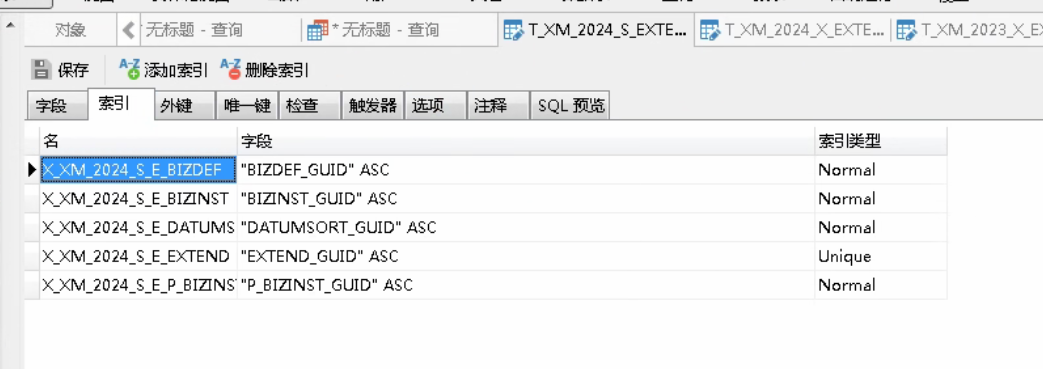 对象 无标题 - 查询 * 无标题 - 查询 T_XM_2024_S_EXTE... T_XM_2024_X_EXTE... T_XM_2023_X_EX
保存 添加索引 删除索引
字段 索引 外键 唯一键 检查 触发器 选项 注释 SQL 预览
名 字段 索引类型
X_XM_2024_S_E_BIZDEF "BIZDEF_GUID" ASC Normal
X_XM_2024_S_E_BIZINST "BIZINST_GUID" ASC Normal
X_XM_2024_S_E_DATUMS "DATUMSORT_GUID" ASC Normal
X_XM_2024_S_E_EXTEND "EXTEND_GUID" ASC Unique
X_XM_2024_S_E_P_BIZINS "P_BIZINST_GUID" ASC Normal